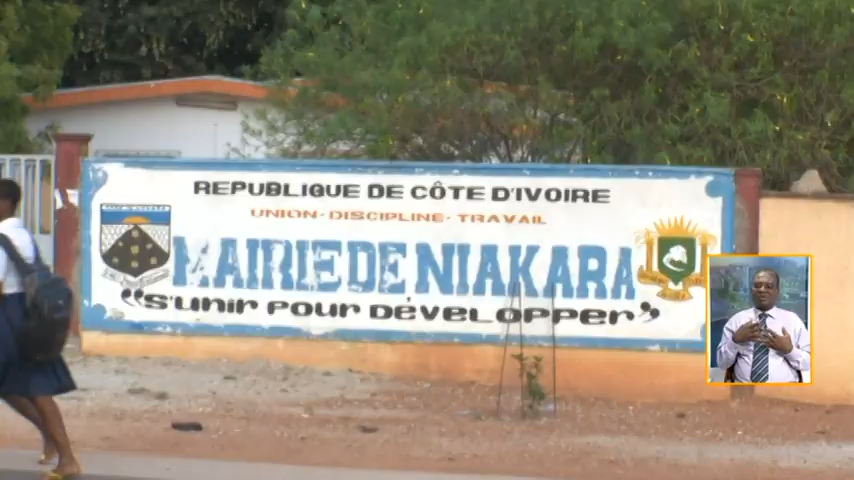 REPUBLIQUE DE CÔTE D'IVOIRE
UNION - DISCIPLINE - TRAVAIL
MAIRIE DE NIAKARA
"S'unir pour développer"